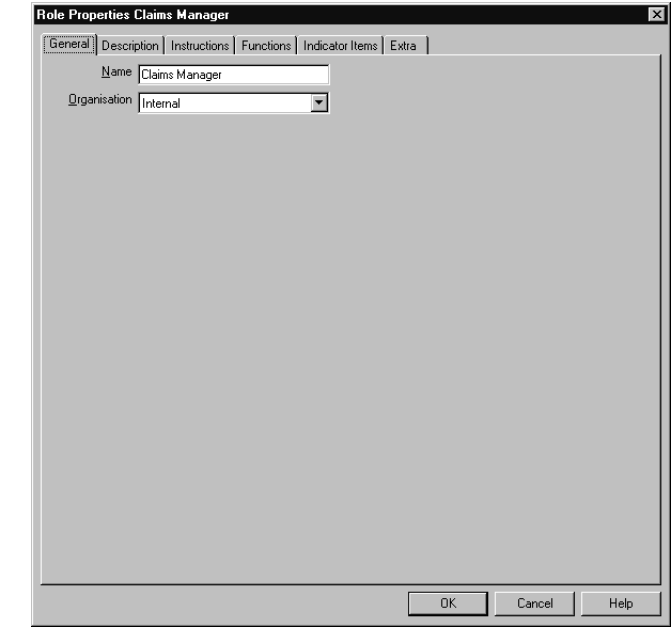 Role Properties Claims Manager
General Description Instructions Functions Indicator Items Extra
Name Claims Manager
Organisation Internal
OK Cancel Help